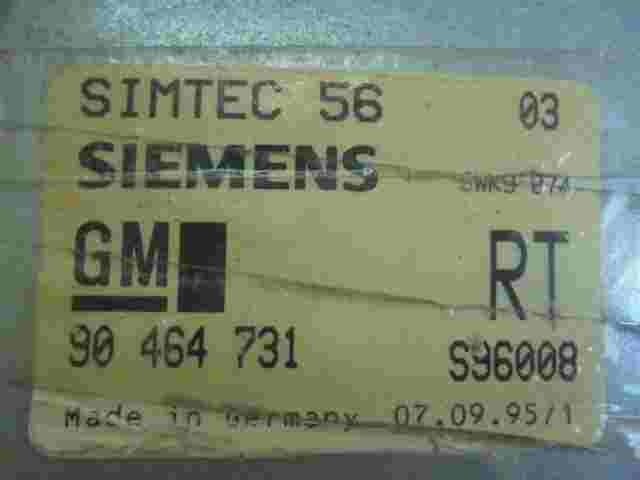 SIMTEC 56 03
SIEMENS 5WK9 074
GM RT
90 464 731 S96008
Made in Germany 07.09.95/1